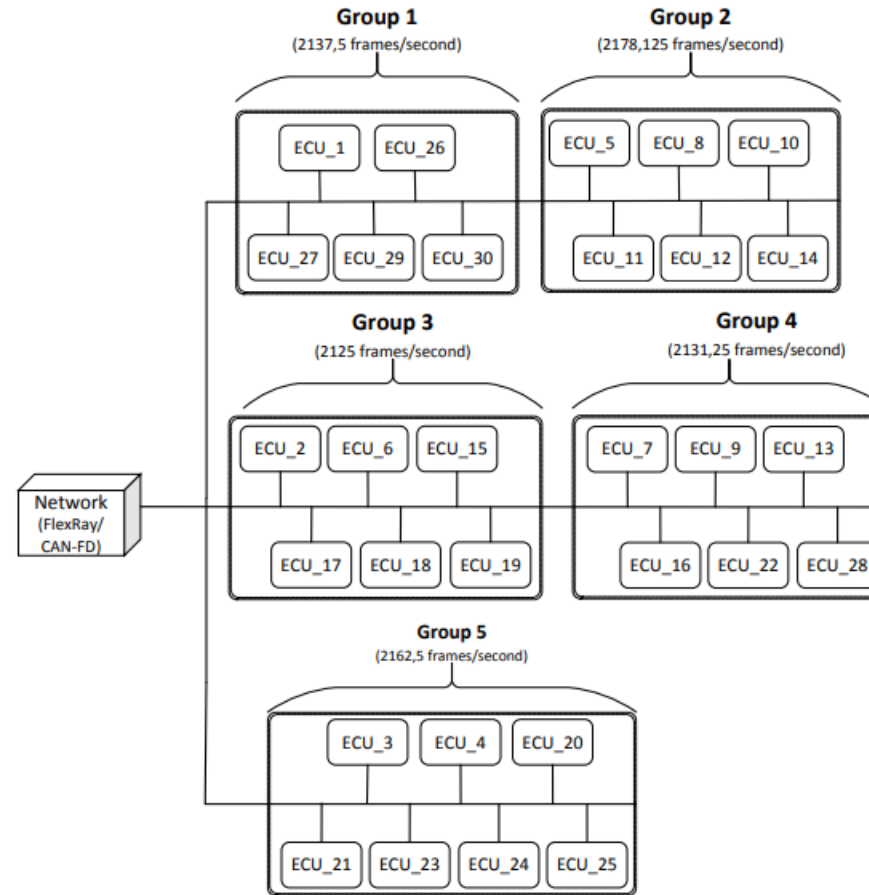 Group 1
(2137,5 frames/second)
Group 2
(2178,125 frames/second)
ECU_1
ECU_26
ECU_5
ECU_8
ECU_10
ECU_27
ECU_29
ECU_30
ECU_11
ECU_12
ECU_14
Group 3
(2125 frames/second)
Group 4
(2131,25 frames/second)
ECU_2
ECU_6
ECU_15
ECU_7
ECU_9
ECU_13
Network
(FlexRay/
CAN-FD)
ECU_17
ECU_18
ECU_19
ECU_16
ECU_22
ECU_28
Group 5
(2162,5 frames/second)
ECU_3
ECU_4
ECU_20
ECU_21
ECU_23
ECU_24
ECU_25